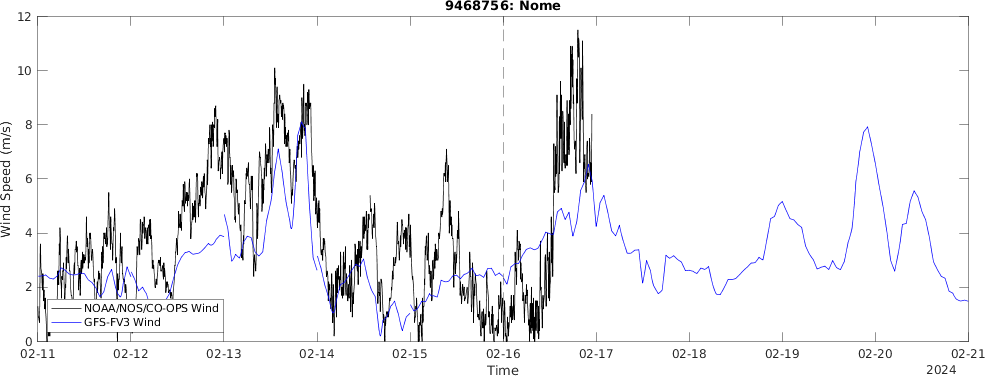 9468756: Nome
12
10
8
6
4
2
0
Wind Speed (m/s)
NOAA/NOS/CO-OPS Wind
GFS-FV3 Wind
02-11 02-12 02-13 02-14 02-15 02-16 02-17 02-18 02-19 02-20 02-21
Time
2024